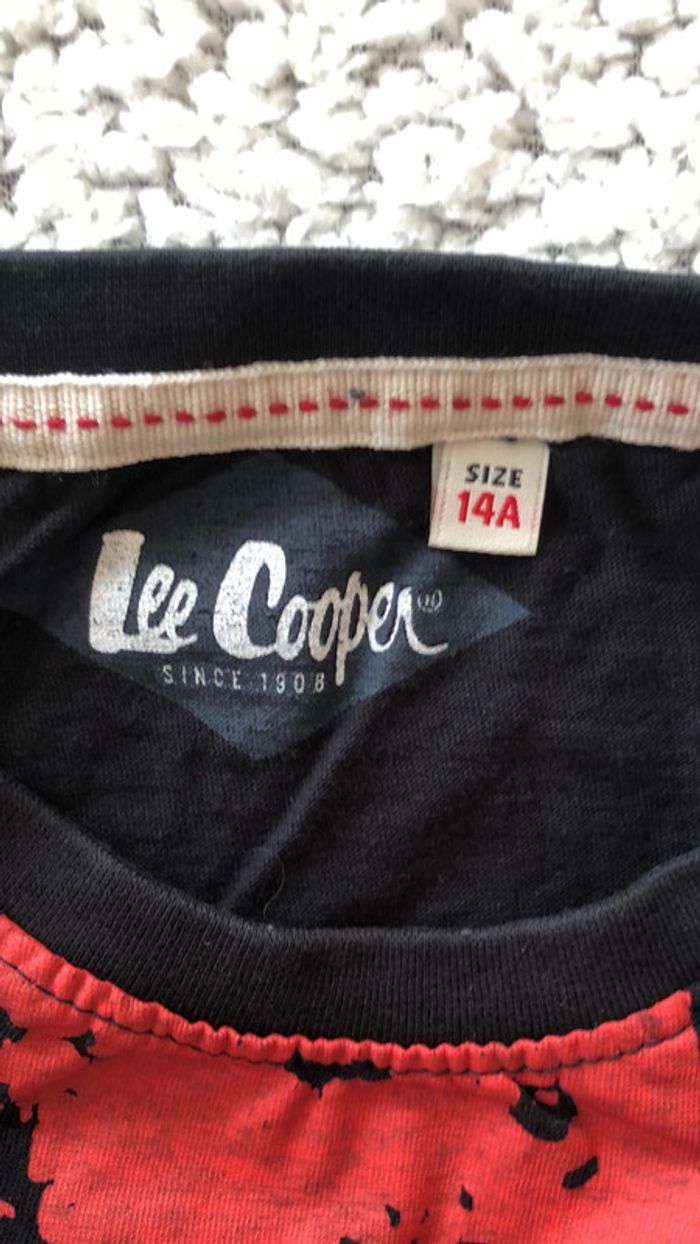 SIZE
14A
Lee Cooper®
SINCE 1908